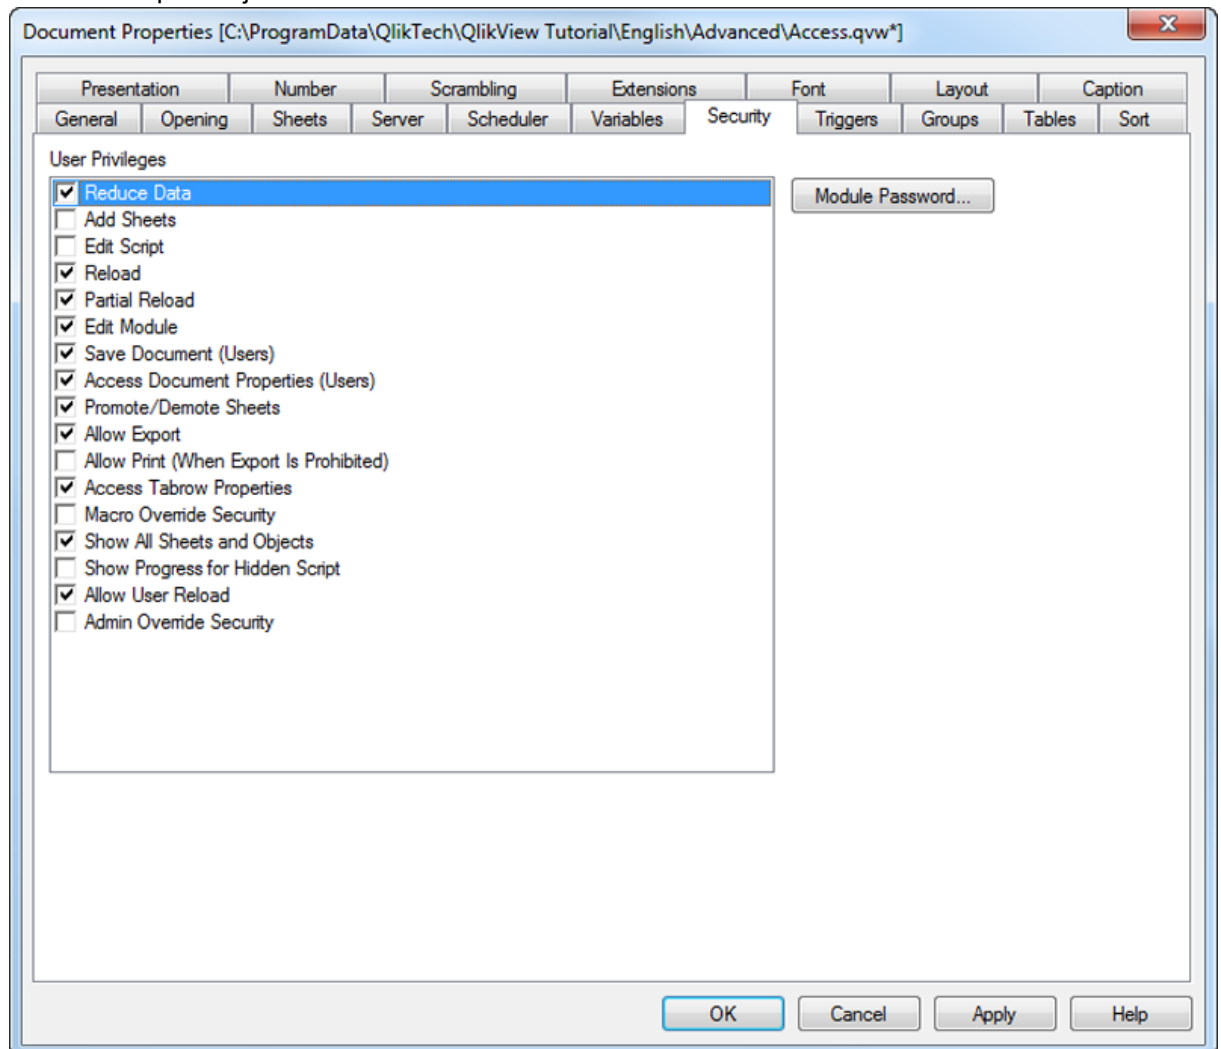 Document Properties [C:\ProgramData\QlikTech\QlikView Tutorial\English\Advanced\Access.qvw*]
Presentation Number Scrambling Extensions Font Layout Caption
General Opening Sheets Server Scheduler Variables Security Triggers Groups Tables Sort
User Privileges
Reduce Data
Module Password...
Add Sheets
Edit Script
Reload
Partial Reload
Edit Module
Save Document (Users)
Access Document Properties (Users)
Promote/Demote Sheets
Allow Export
Allow Print (When Export Is Prohibited)
Access Tabrow Properties
Macro Override Security
Show All Sheets and Objects
Show Progress for Hidden Script
Allow User Reload
Admin Override Security
OK Cancel Apply Help